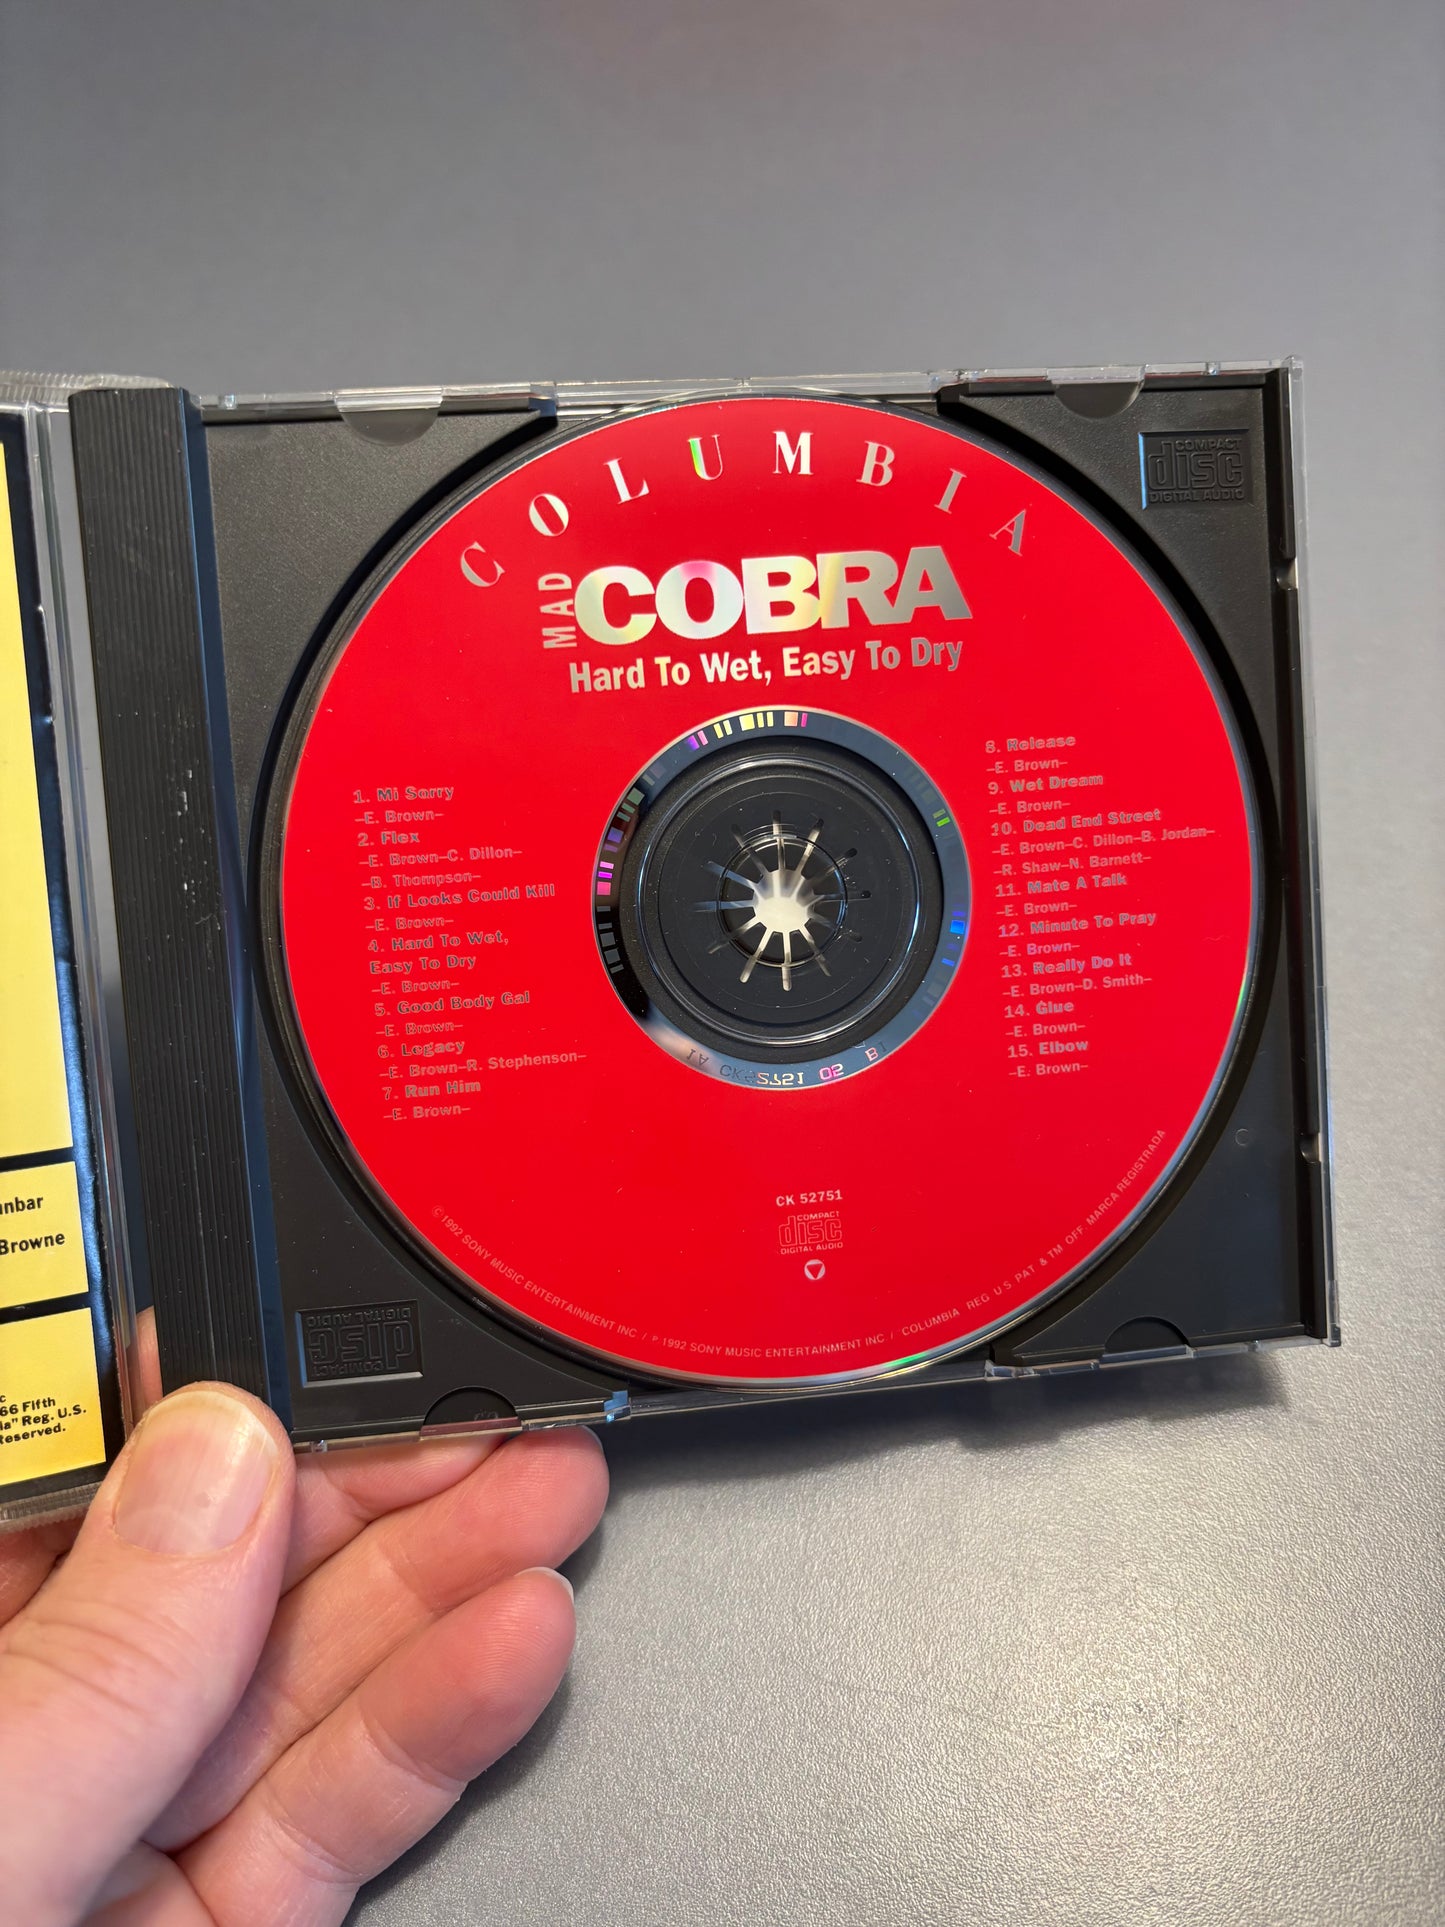 COLUMBIA
MAD
COBRA
Hard To Wet, Easy To Dry
1. Mi Sorry
–E. Brown–
2. Flex
–E. Brown–C. Dillon–
–B. Thompson–
3. If Looks Could Kill
–E. Brown–
4. Hard To Wet,
Easy To Dry
–E. Brown–
5. Good Body Gal
–E. Brown–
6. Legacy
–E. Brown–R. Stephenson–
7. Run Him
–E. Brown–
8. Release
–E. Brown–
9. Wet Dream
–E. Brown–
10. Dead End Street
–E. Brown–C. Dillon–B. Jordan–
–R. Shaw–N. Barnett–
11. Mate A Talk
–E. Brown–
12. Minute To Pray
–E. Brown–
13. Really Do It
–E. Brown–D. Smith–
14. Glue
–E. Brown–
15. Elbow
–E. Brown–
CK 52751
COMPACT
disc
DIGITAL AUDIO
© 1992 SONY MUSIC ENTERTAINMENT INC / ℗ 1992 SONY MUSIC ENTERTAINMENT INC / COLUMBIA REG U.S PAT & TM OFF. MARCA REGISTRADA
COMPACT
disc
DIGITAL AUDIO
COMPACT
disc
DIGITAL AUDIO
nbar
Browne
66 Fifth
Reg. U.S.
eserved.